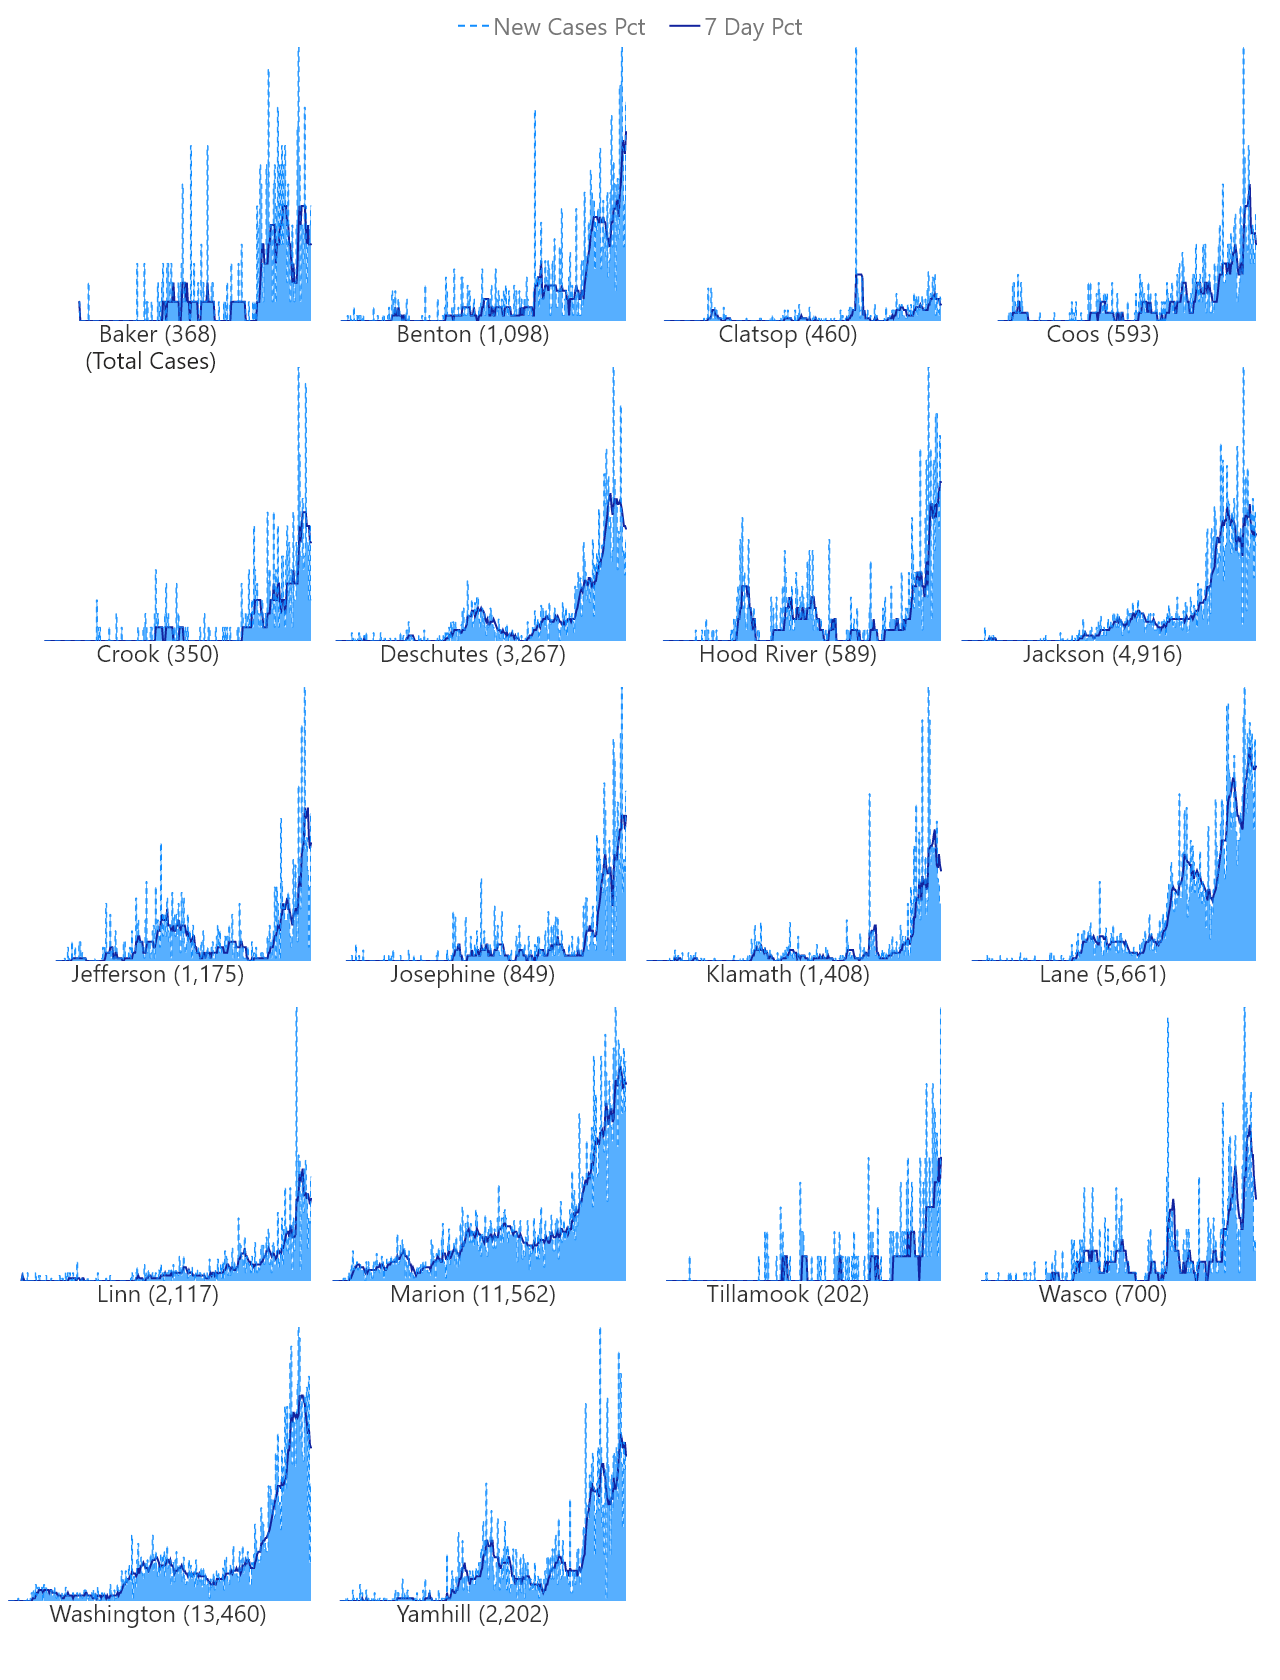 New Cases Pct 7 Day Pct
Baker (368)
(Total Cases)
Benton (1,098)
Clatsop (460)
Coos (593)
Crook (350)
Deschutes (3,267)
Hood River (589)
Jackson (4,916)
Jefferson (1,175)
Josephine (849)
Klamath (1,408)
Lane (5,661)
Linn (2,117)
Marion (11,562)
Tillamook (202)
Wasco (700)
Washington (13,460)
Yamhill (2,202)